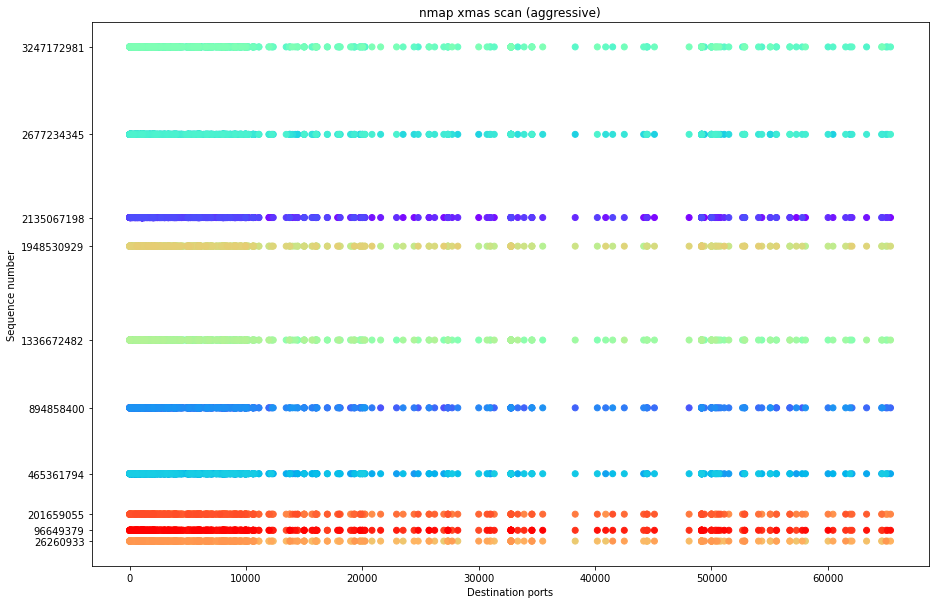 nmap xmas scan (aggressive)
3247172981
2677234345
2135067198
1948530929
1336672482
894858400
465361794
201659055
96649379
26260933
Sequence number
0 10000 20000 30000 40000 50000 60000
Destination ports